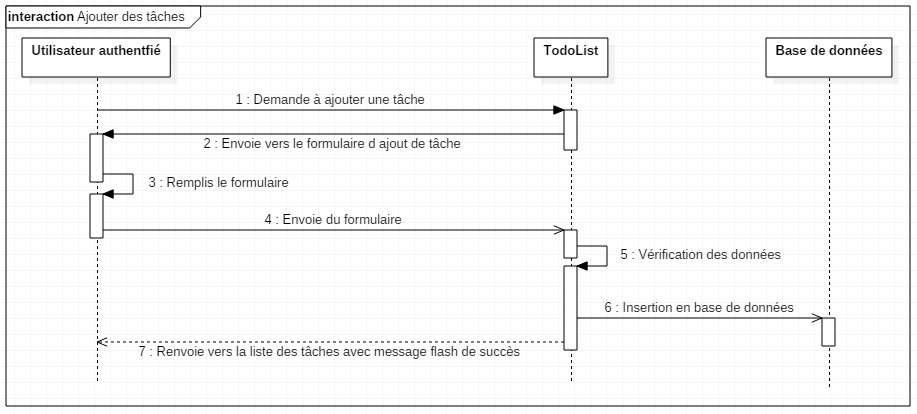 interaction Ajouter des tâches
Utilisateur authentfié
TodoList
Base de données
1 : Demande à ajouter une tâche
2 : Envoie vers le formulaire d ajout de tâche
3 : Remplis le formulaire
4 : Envoie du formulaire
5 : Vérification des données
6 : Insertion en base de données
7 : Renvoie vers la liste des tâches avec message flash de succès